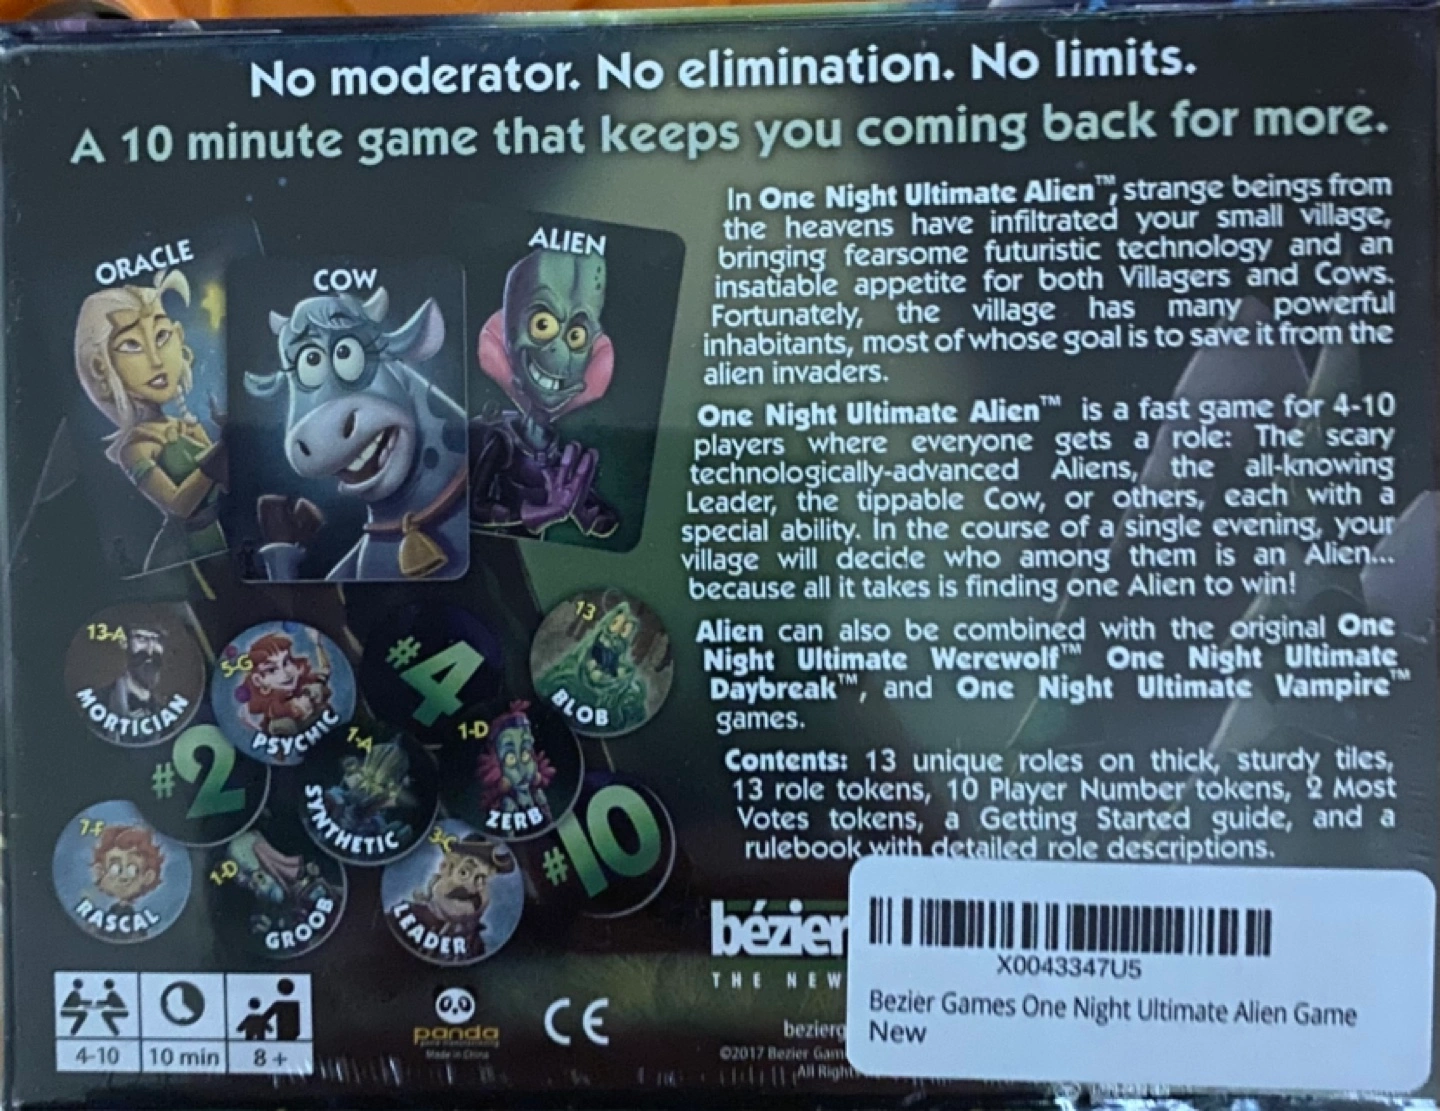 No moderator. No elimination. No limits.
A 10 minute game that keeps you coming back for more.
In One Night Ultimate Alien™, strange beings from
the heavens have infiltrated your small village,
bringing fearsome futuristic technology and an
insatiable appetite for both Villagers and Cows.
Fortunately, the village has many powerful
inhabitants, most of whose goal is to save it from the
alien invaders.
One Night Ultimate Alien™ is a fast game for 4-10
players where everyone gets a role: The scary
technologically-advanced Aliens, the all-knowing
Leader, the tippable Cow, or others, each with a
special ability. In the course of a single evening, your
village will decide who among them is an Alien...
because all it takes is finding one Alien to win!
Alien can also be combined with the original One
Night Ultimate Werewolf™ One Night Ultimate
Daybreak™, and One Night Ultimate Vampire™
games.
Contents: 13 unique roles on thick, sturdy tiles,
13 role tokens, 10 Player Number tokens, 2 Most
Votes tokens, a Getting Started guide, and a
rulebook with detailed role descriptions.
ORACLE
COW
ALIEN
13-A
MORTICIAN
5-G
PSYCHIC
#4
13
BLOB
#2
1-A
SYNTHETIC
1-D
ZERB
#10
7-F
RASCAL
1-D
GROOB
3-C
LEADER
4-10
10 min
8+
panda
Made in China
CE
bézier
THE NEW
bezierg
©2017 Bezier Gam
All Right
X0043347U5
Bezier Games One Night Ultimate Alien Game
New